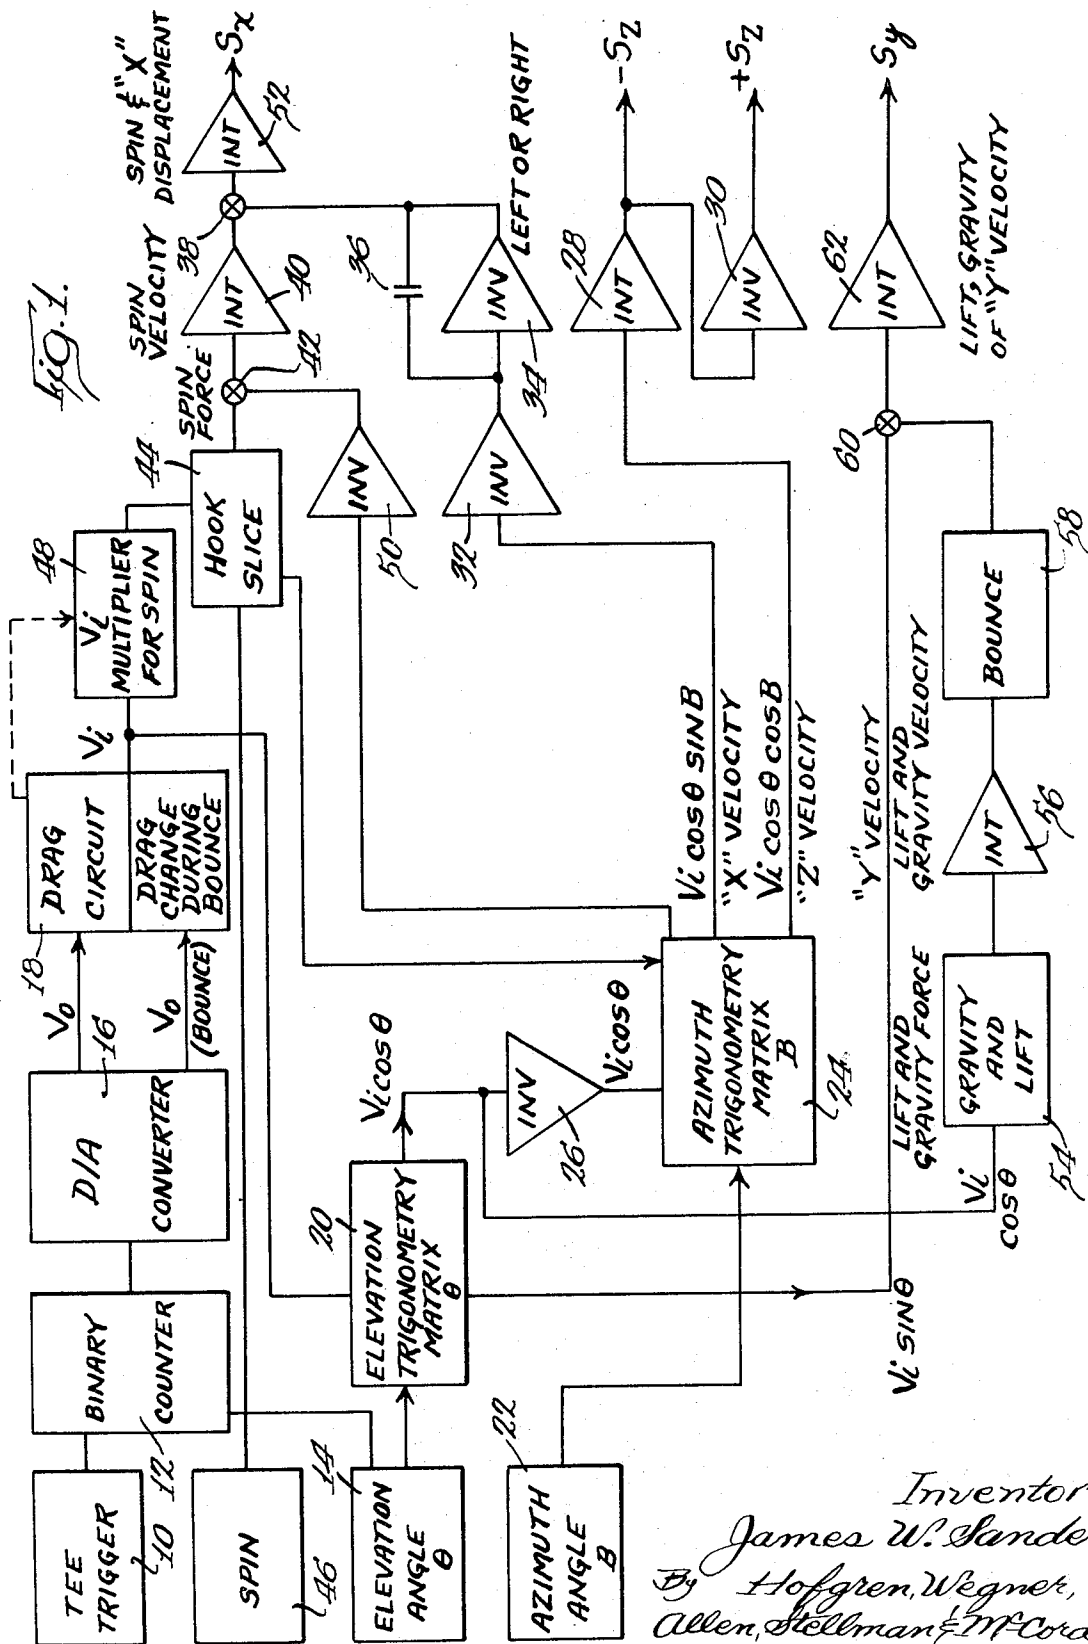 Fig. 1.
TEE
TRIGGER
10
BINARY
COUNTER
12
D/A
CONVERTER
16
Vo
Vo
(BOUNCE)
18
DRAG
CIRCUIT
DRAG
CHANGE
DURING
BOUNCE
Vi
48
Vi
MULTIPLIER
FOR SPIN
44
HOOK
SLICE
SPIN
FORCE
42
SPIN
VELOCITY
INT
40
38
SPIN & "X"
DISPLACEMENT
INT
52
Sx
SPIN
46
ELEVATION
ANGLE
θ
14
20
ELEVATION
TRIGONOMETRY
MATRIX
θ
Vi cos θ
INV
26
Vi cos θ
INV
50
INV
32
36
INV
34
LEFT OR RIGHT
AZIMUTH
ANGLE
B
22
AZIMUTH
TRIGONOMETRY
MATRIX
B
24
Vi cos θ sin B
"X" VELOCITY
Vi cos θ cos B
"Z" VELOCITY
28
INT
-Sz
INV
30
+Sz
Vi sin θ
"Y" VELOCITY
60
62
INT
Sy
LIFT, GRAVITY
OF "Y" VELOCITY
Vi
cos θ
GRAVITY
AND
LIFT
54
LIFT AND
GRAVITY FORCE
INT
56
LIFT AND
GRAVITY VELOCITY
BOUNCE
58
Inventor
James W. Sande
By Hofgren, Wegner,
Allen, Stellman & McCord